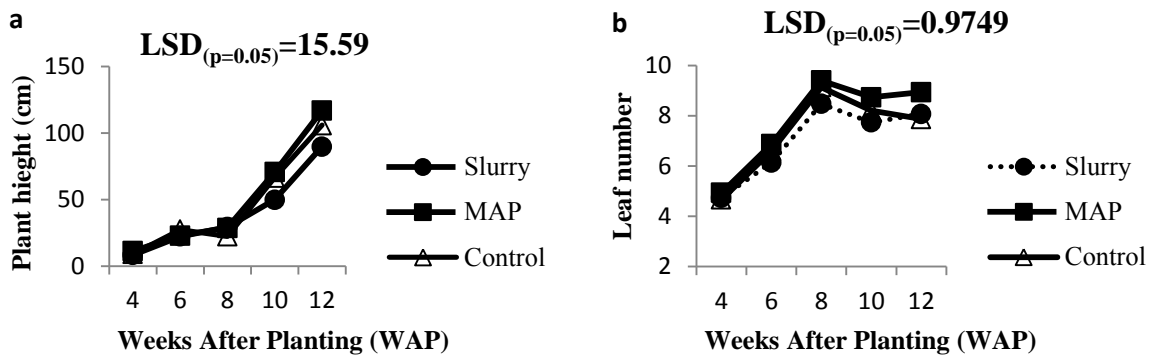 a
LSD(p=0.05)=15.59
Plant hieght (cm)
150
100
50
0
4 6 8 10 12
Weeks After Planting (WAP)
Slurry
MAP
Control
b
LSD(p=0.05)=0.9749
Leaf number
10
8
6
4
2
4 6 8 10 12
Weeks After Planting (WAP)
Slurry
MAP
Control